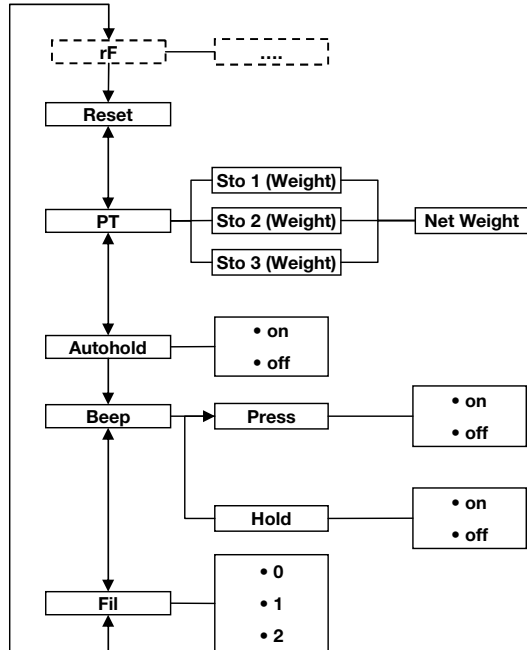 rF
....
Reset
Sto 1 (Weight)
PT
Sto 2 (Weight)
Net Weight
Sto 3 (Weight)
Autohold
• on
• off
Beep
Press
• on
• off
Hold
• on
• off
Fil
• 0
• 1
• 2